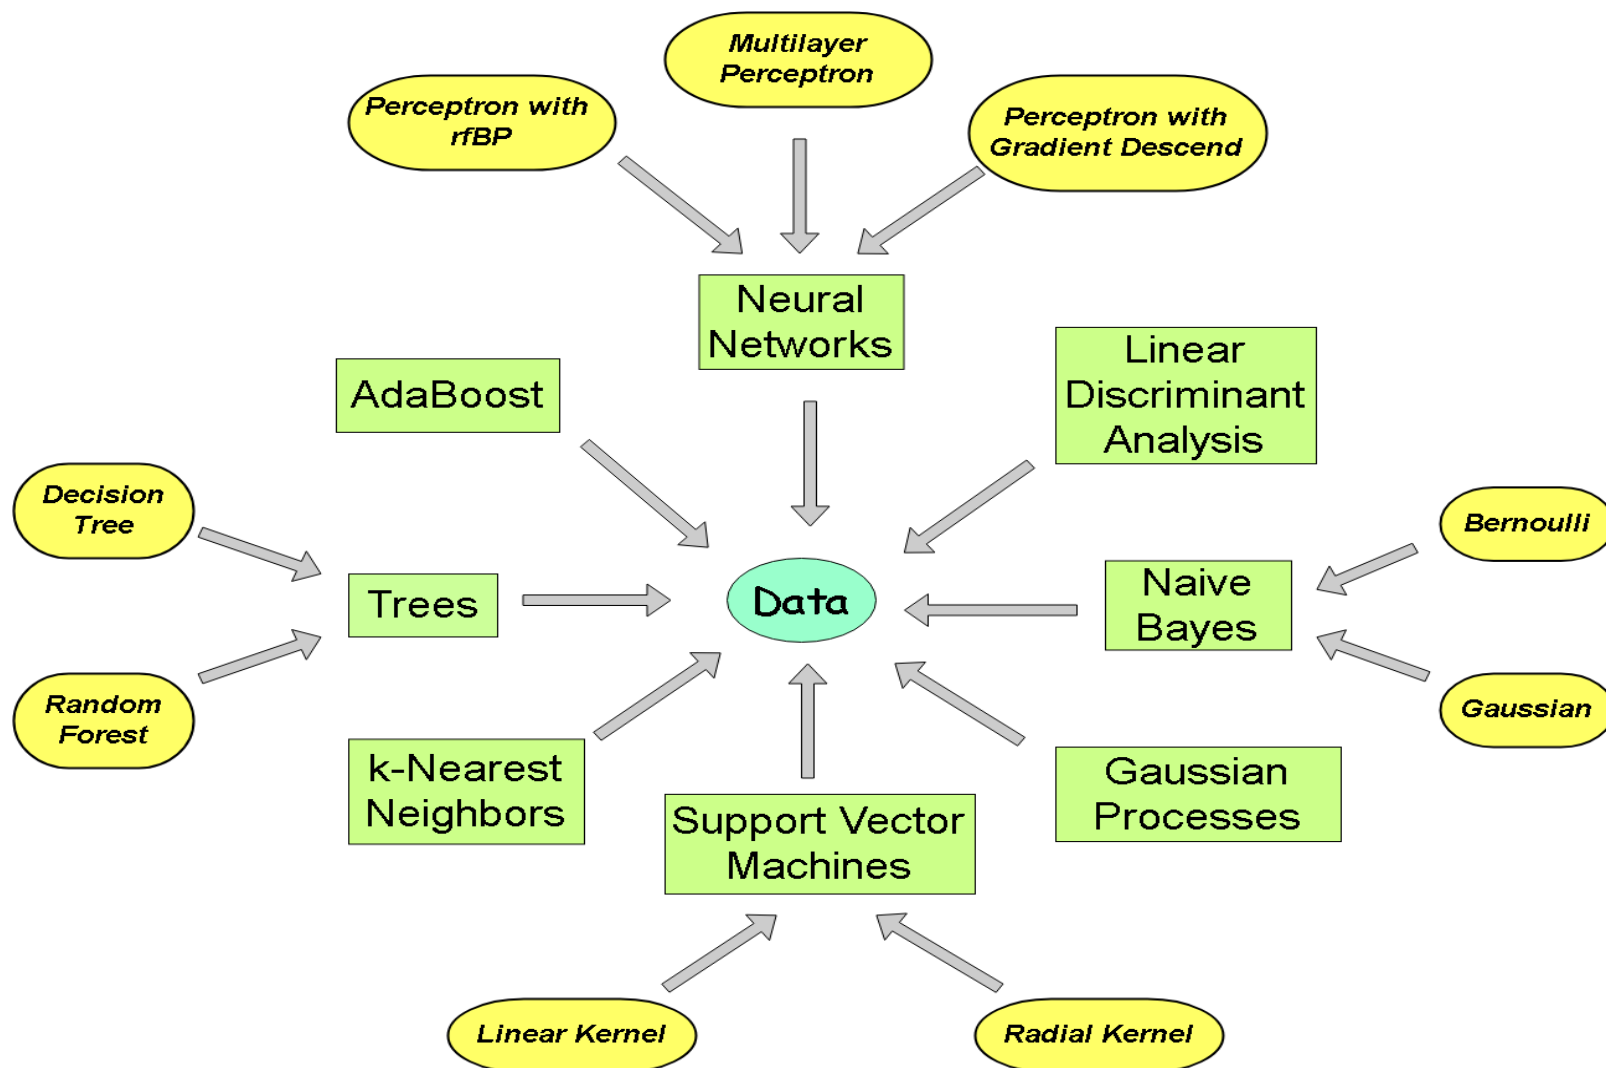 Multilayer
Perceptron
Perceptron with
rfBP
Perceptron with
Gradient Descend
Neural
Networks
AdaBoost
Linear
Discriminant
Analysis
Decision
Tree
Bernoulli
Trees
Data
Naive
Bayes
Random
Forest
Gaussian
k-Nearest
Neighbors
Support Vector
Machines
Gaussian
Processes
Linear Kernel
Radial Kernel